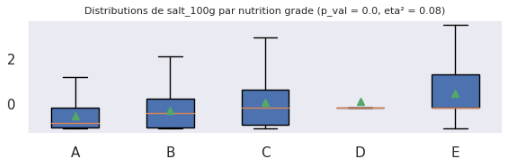 Distributions de salt_100g par nutrition grade (p_val = 0.0, eta² = 0.08)
2
0
A B C D E